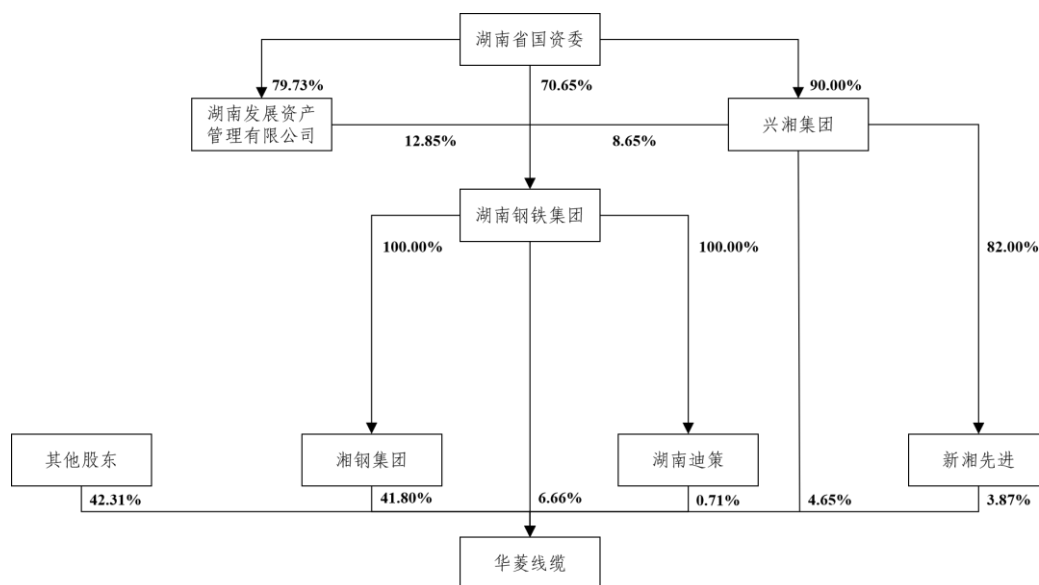 湖南省国资委
79.73%
70.65%
90.00%
湖南发展资产
管理有限公司
兴湘集团
12.85%
8.65%
湖南钢铁集团
100.00%
100.00%
82.00%
其他股东
湘钢集团
湖南迪策
新湘先进
42.31%
41.80%
6.66%
0.71%
4.65%
3.87%
华菱线缆